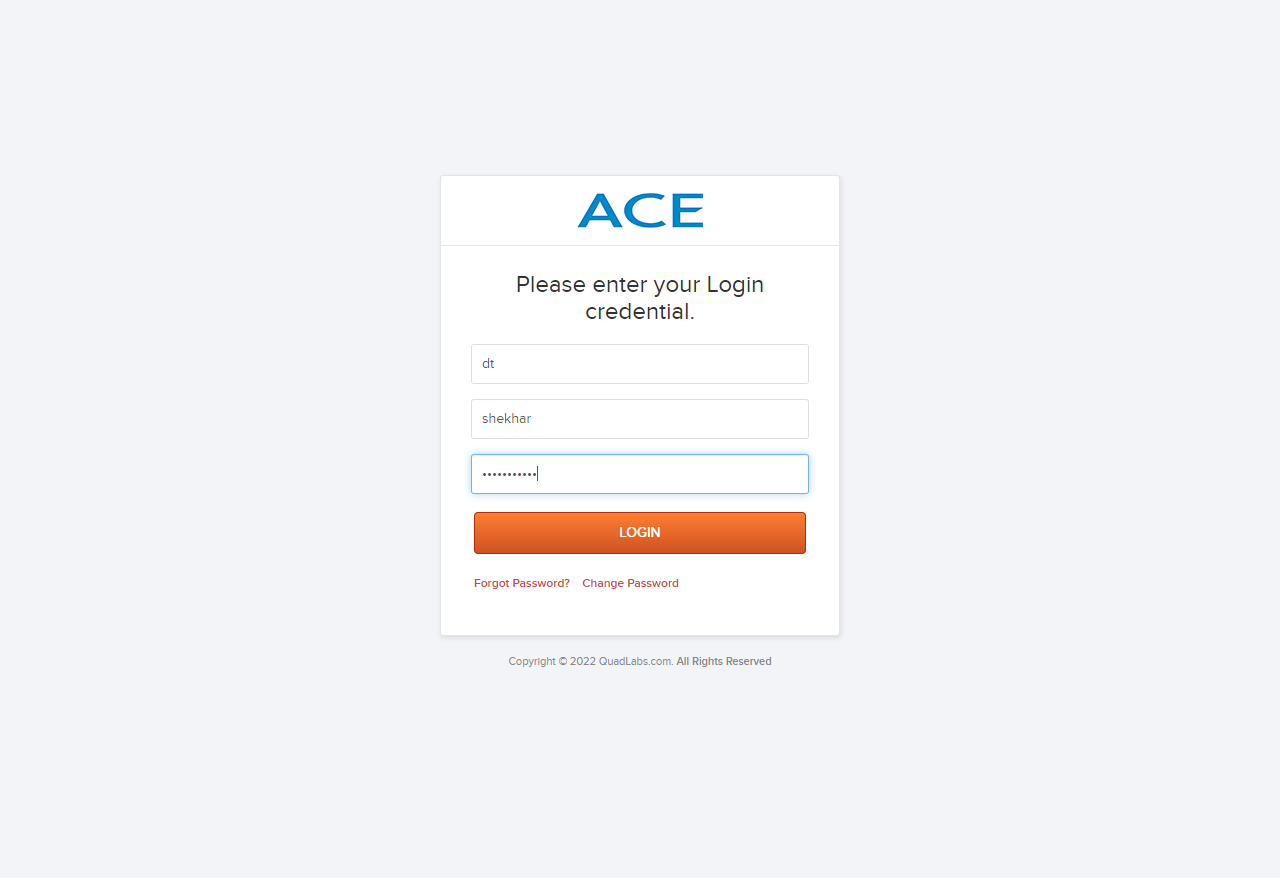 ACE
Please enter your Login
credential.
dt
shekhar
•••••••••••
LOGIN
Forgot Password? Change Password
Copyright © 2022 QuadLabs.com. All Rights Reserved